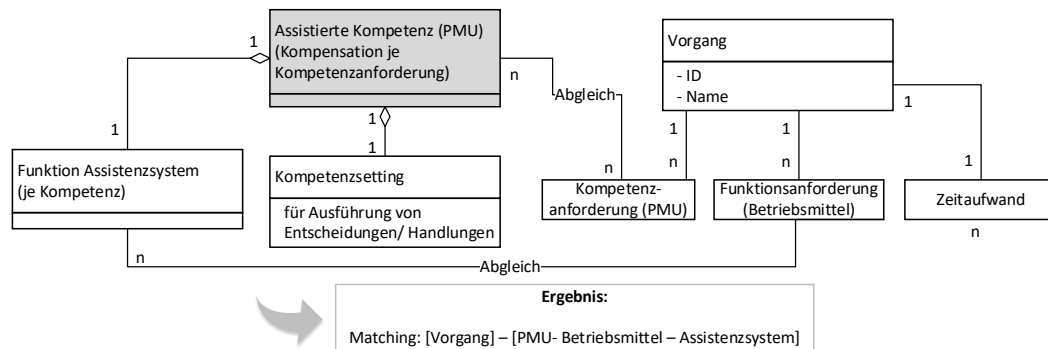 Assistierte Kompetenz (PMU)
(Kompensation je
Kompetenzanforderung)
1
n
Abgleich
Vorgang
- ID
- Name
1
1
1
1
1
1
1
n
n
n
1
Funktion Assistenzsystem
(je Kompetenz)
Kompetenzsetting
für Ausführung von
Entscheidungen/ Handlungen
Kompetenz-
anforderung (PMU)
Funktionsanforderung
(Betriebsmittel)
Zeitaufwand
n
n
n
Abgleich
Ergebnis:
Matching: [Vorgang] – [PMU- Betriebsmittel – Assistenzsystem]